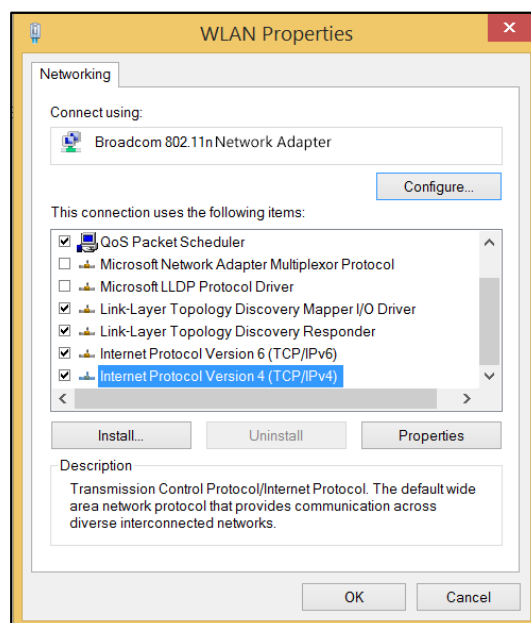 WLAN Properties
Networking
Connect using:
Broadcom 802.11n Network Adapter
Configure...
This connection uses the following items:
QoS Packet Scheduler
Microsoft Network Adapter Multiplexor Protocol
Microsoft LLDP Protocol Driver
Link-Layer Topology Discovery Mapper I/O Driver
Link-Layer Topology Discovery Responder
Internet Protocol Version 6 (TCP/IPv6)
Internet Protocol Version 4 (TCP/IPv4)
Install...
Uninstall
Properties
Description
Transmission Control Protocol/Internet Protocol. The default wide
area network protocol that provides communication across
diverse interconnected networks.
OK
Cancel